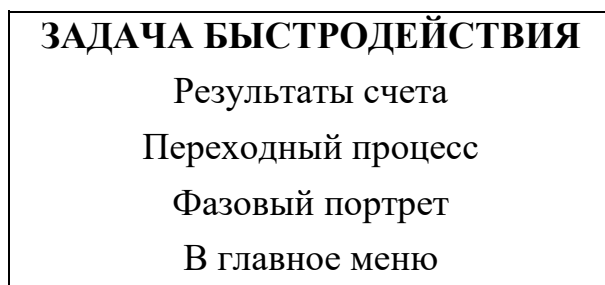 ЗАДАЧА БЫСТРОДЕЙСТВИЯ
Результаты счета
Переходный процесс
Фазовый портрет
В главное меню